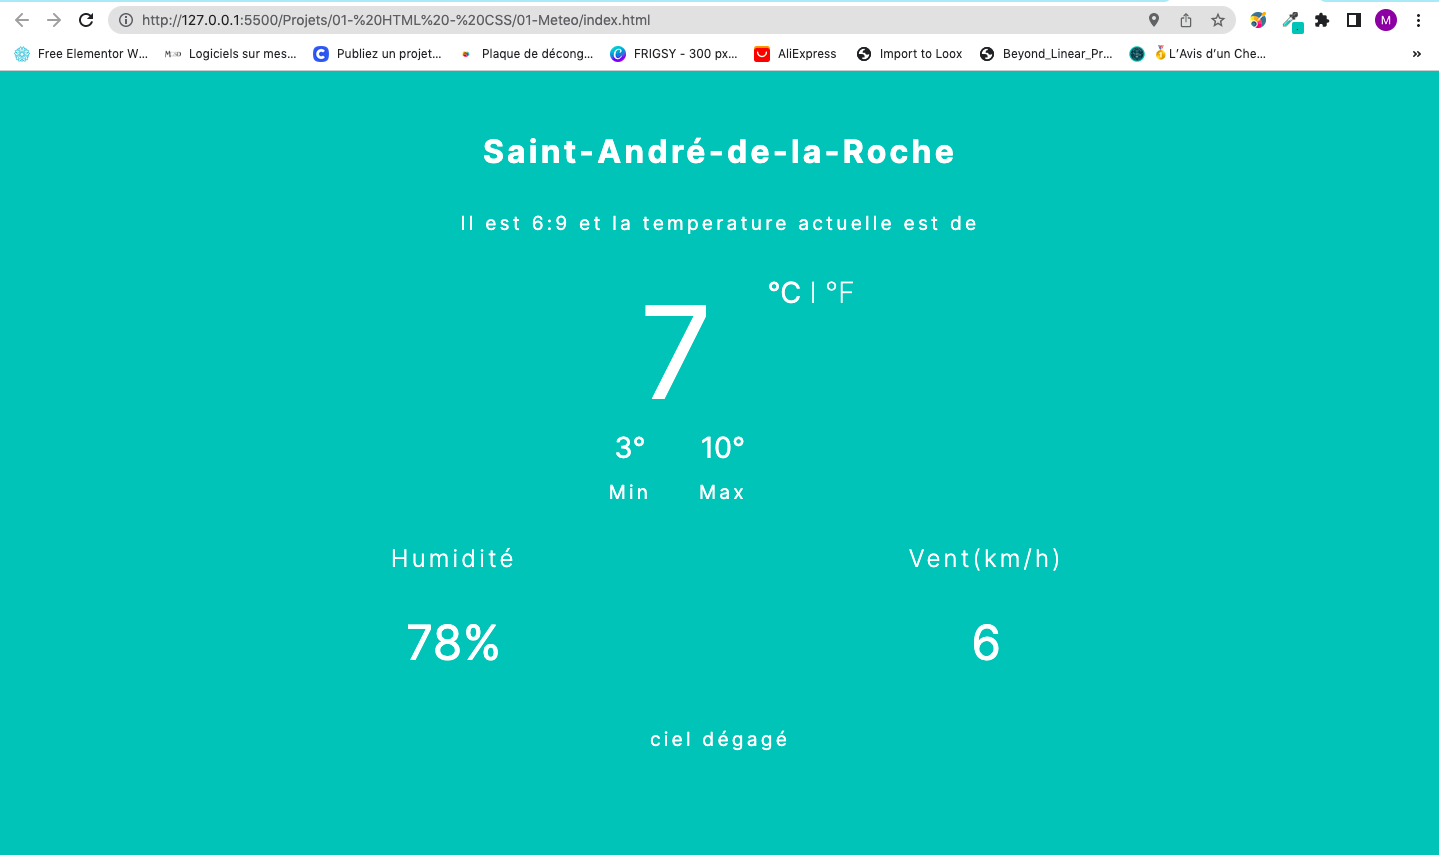 http://127.0.0.1:5500/Projets/01-%20HTML%20-%20CSS/01-Meteo/index.html
M
Free Elementor W... Logiciels sur mes... Publiez un projet... Plaque de décong... FRIGSY - 300 px... AliExpress Import to Loox Beyond_Linear_Pr... L'Avis d'un Che... »
Saint-André-de-la-Roche
Il est 6:9 et la temperature actuelle est de
°C | °F
7
3° 10°
Min Max
Humidité Vent(km/h)
78% 6
ciel dégagé